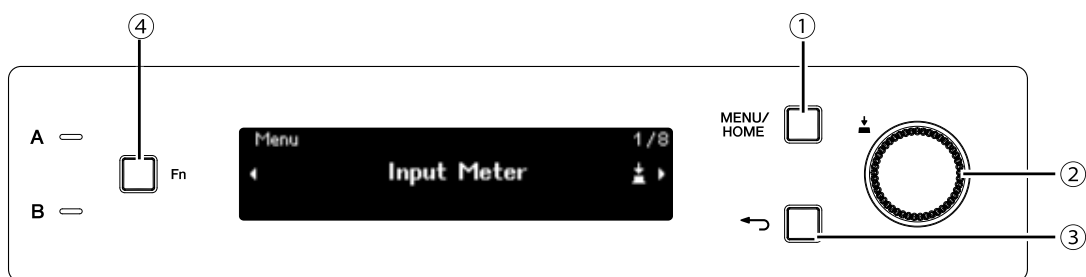 ④
①
MENU/
HOME
A
Fn
B
Menu 1/8
Input Meter
②
③